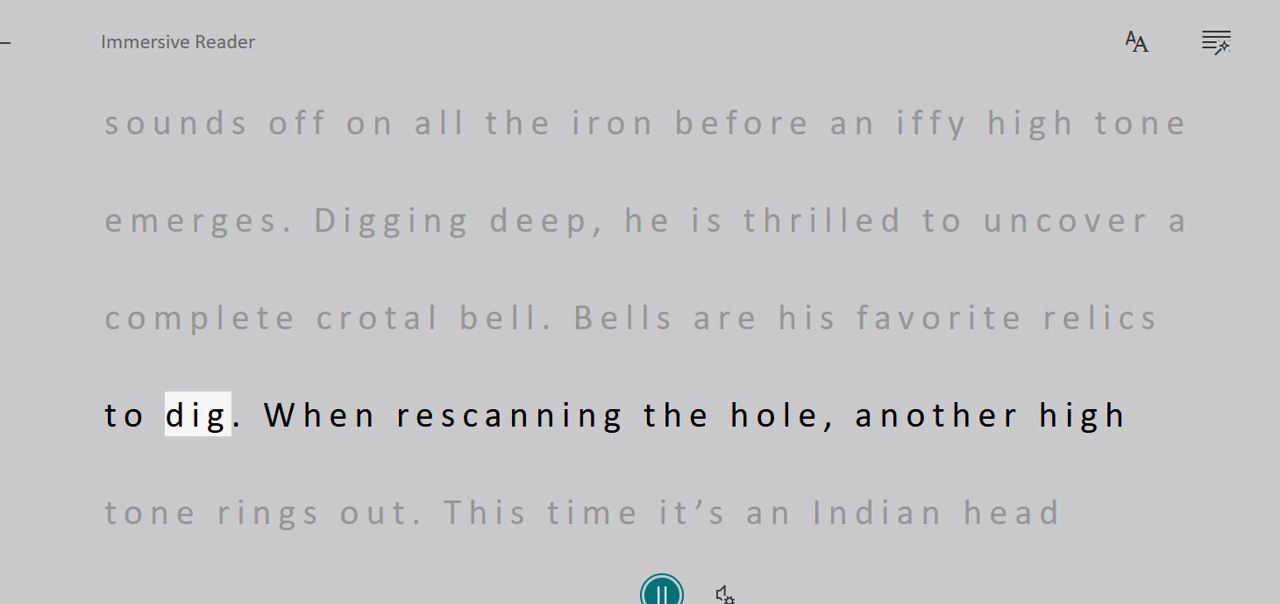 Immersive Reader
sounds off on all the iron before an iffy high tone
emerges. Digging deep, he is thrilled to uncover a
complete crotal bell. Bells are his favorite relics
to dig. When rescanning the hole, another high
tone rings out. This time it’s an Indian head